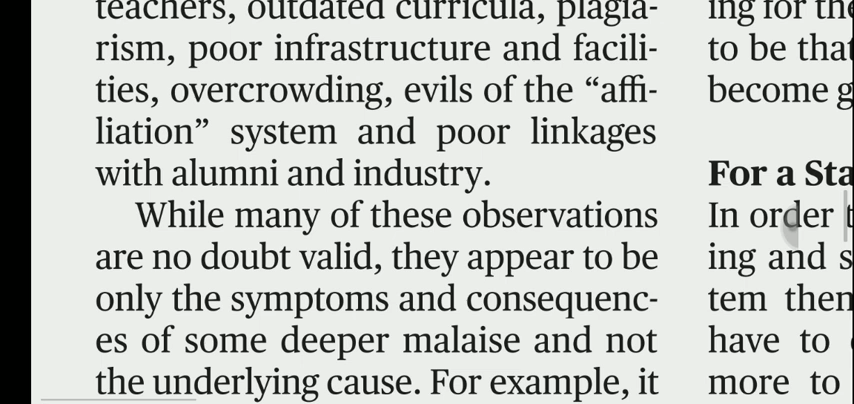 teachers, outdated curricula, plagia-
rism, poor infrastructure and facili-
ties, overcrowding, evils of the “affi-
liation” system and poor linkages
with alumni and industry.
While many of these observations
are no doubt valid, they appear to be
only the symptoms and consequenc-
es of some deeper malaise and not
the underlying cause. For example, it
ing for the
to be that
become
For a
In order
ing and
tem
have to
more to